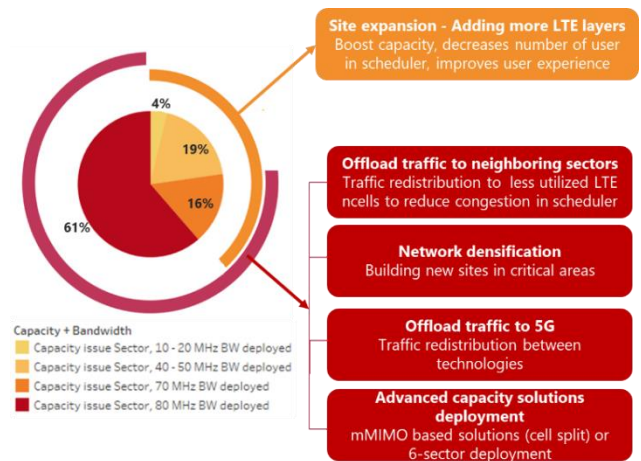 Site expansion - Adding more LTE layers
Boost capacity, decreases number of user
in scheduler, improves user experience
4%
19%
16%
61%
Offload traffic to neighboring sectors
Traffic redistribution to less utilized LTE
ncells to reduce congestion in scheduler
Network densification
Building new sites in critical areas
Offload traffic to 5G
Traffic redistribution between
technologies
Advanced capacity solutions
deployment
mMIMO based solutions (cell split) or
6-sector deployment
Capacity + Bandwidth
Capacity issue Sector, 10 - 20 MHz BW deployed
Capacity issue Sector, 40 - 50 MHz BW deployed
Capacity issue Sector, 70 MHz BW deployed
Capacity issue Sector, 80 MHz BW deployed